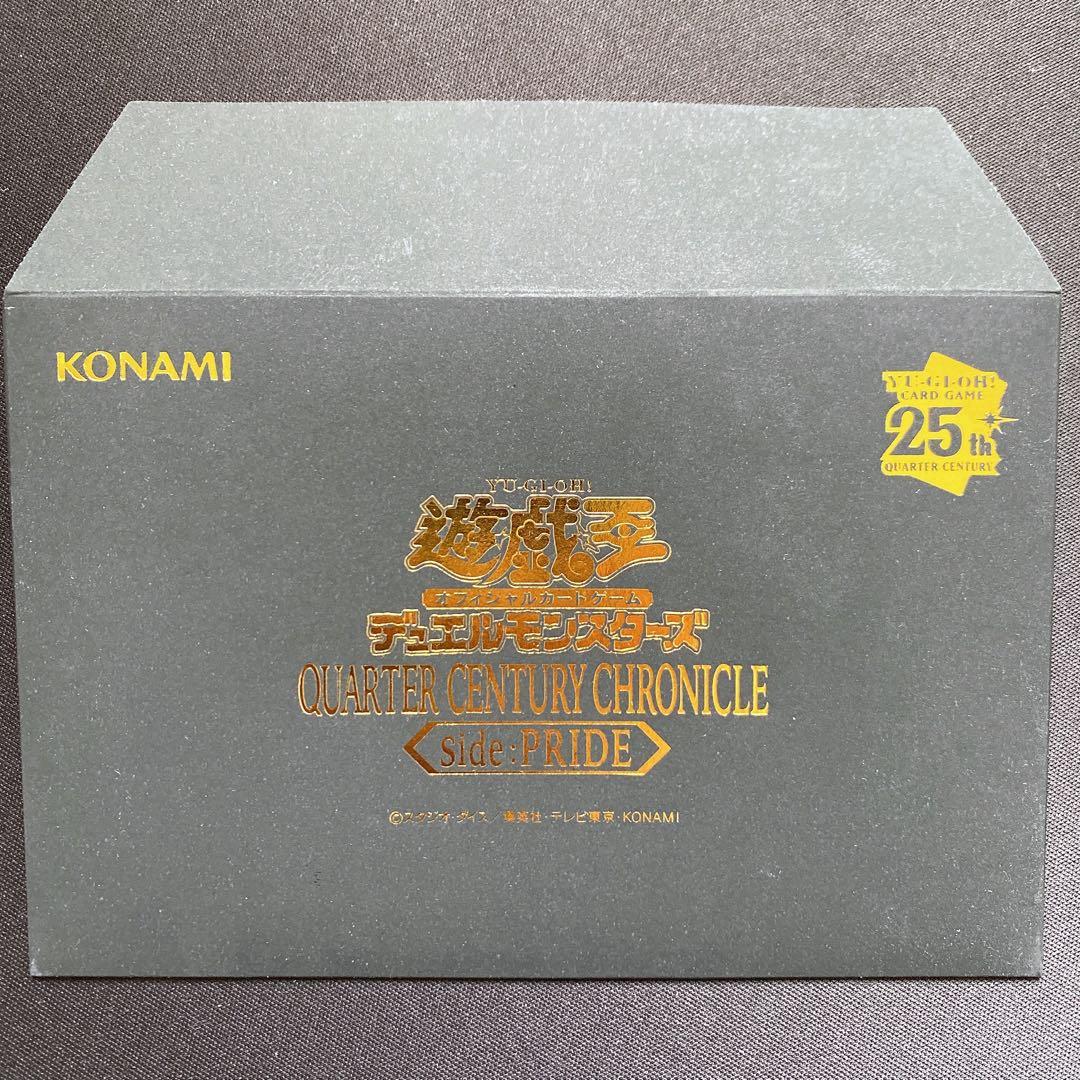 KONAMI
YU-GI-OH!
CARD GAME
25th
QUARTER CENTURY
YU-GI-OH!
遊戯王
オフィシャルカードゲーム
デュエルモンスターズ
QUARTER CENTURY CHRONICLE
side:PRIDE
©スタジオ・ダイス/集英社・テレビ東京・KONAMI